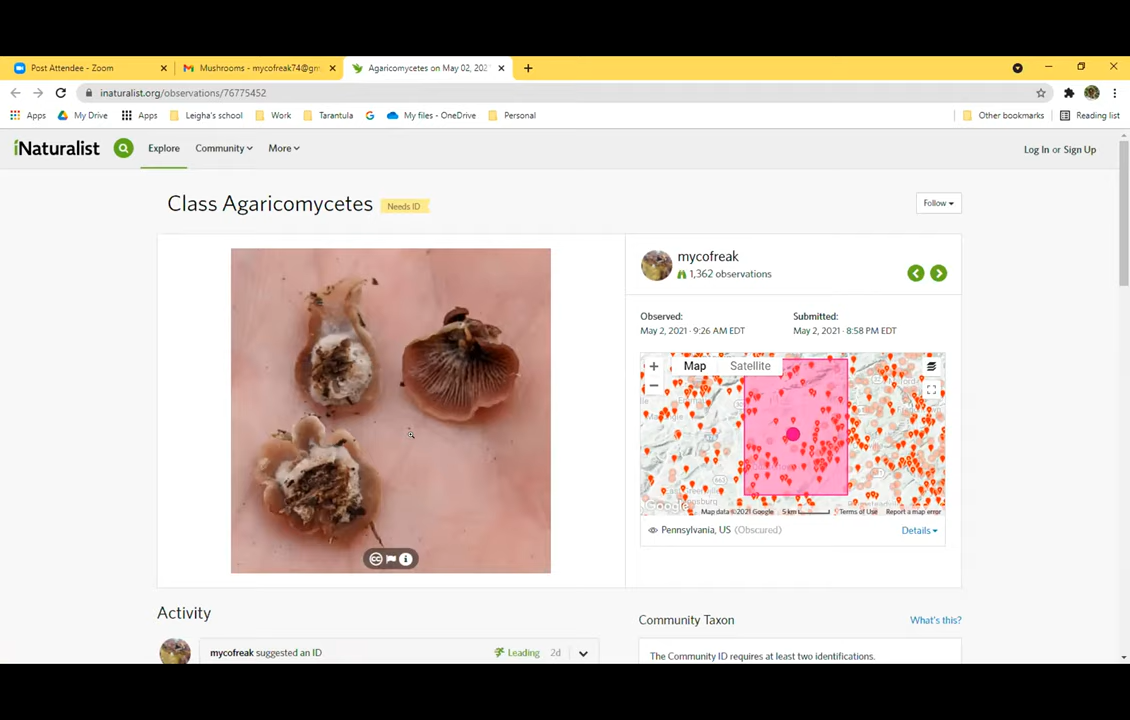 Post Attendee - Zoom
Mushrooms - mycofreak74@gm
Agaricomycetes on May 02, 202
inaturalist.org/observations/76775452
Apps My Drive Apps Leigha's school Work Tarantula My files - OneDrive Personal Other bookmarks Reading list
iNaturalist Explore Community More Log In or Sign Up
Class Agaricomycetes Needs ID Follow
mycofreak
1,362 observations
Observed: Submitted:
May 2, 2021 · 9:26 AM EDT May 2, 2021 · 8:58 PM EDT
Map Satellite
Google Map data ©2021 Google 5 km Terms of Use Report a map error
Pennsylvania, US (Obscured) Details
Activity
Community Taxon What's this?
mycofreak suggested an ID Leading 2d
The Community ID requires at least two identifications.